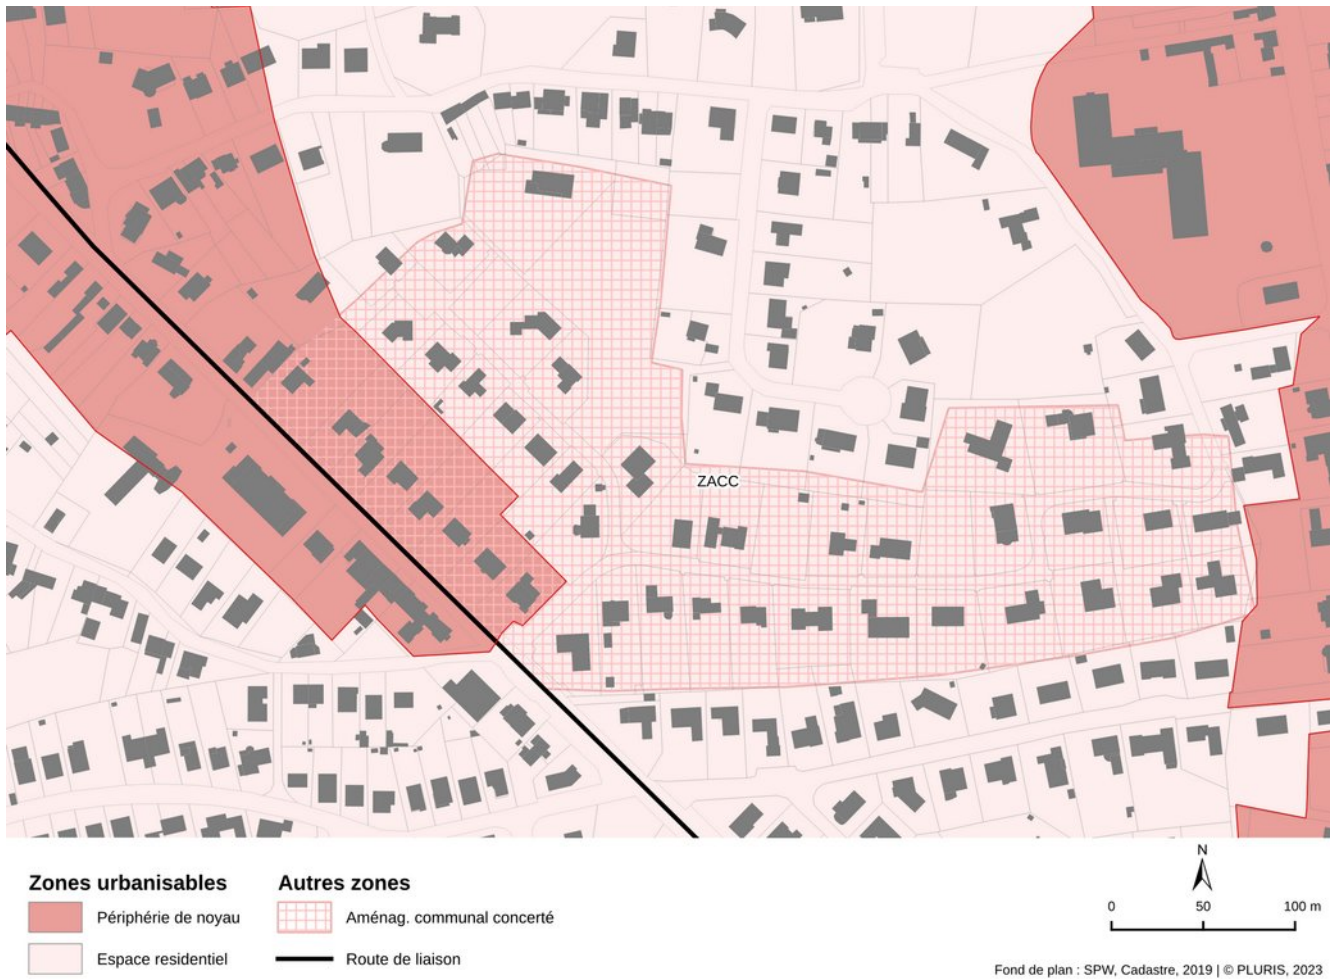 ZACC
Zones urbanisables
Périphérie de noyau
Espace residentiel
Autres zones
Aménag. communal concerté
Route de liaison
N
0 50 100 m
Fond de plan : SPW, Cadastre, 2019 | © PLURIS, 2023